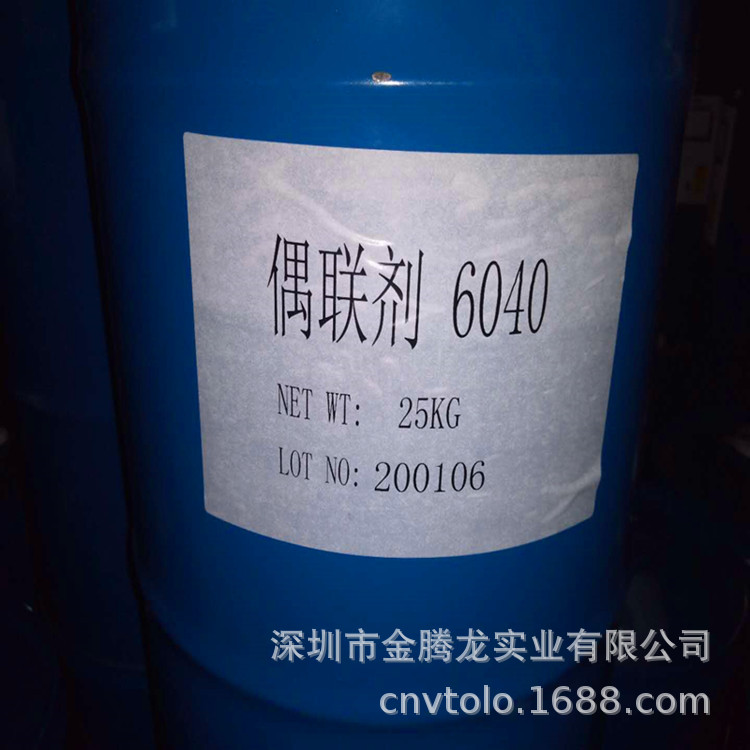 偶联剂 6040
NET WT: 25KG
LOT NO: 200106
深圳市金腾龙实业有限公司
cnvtolo.1688.com